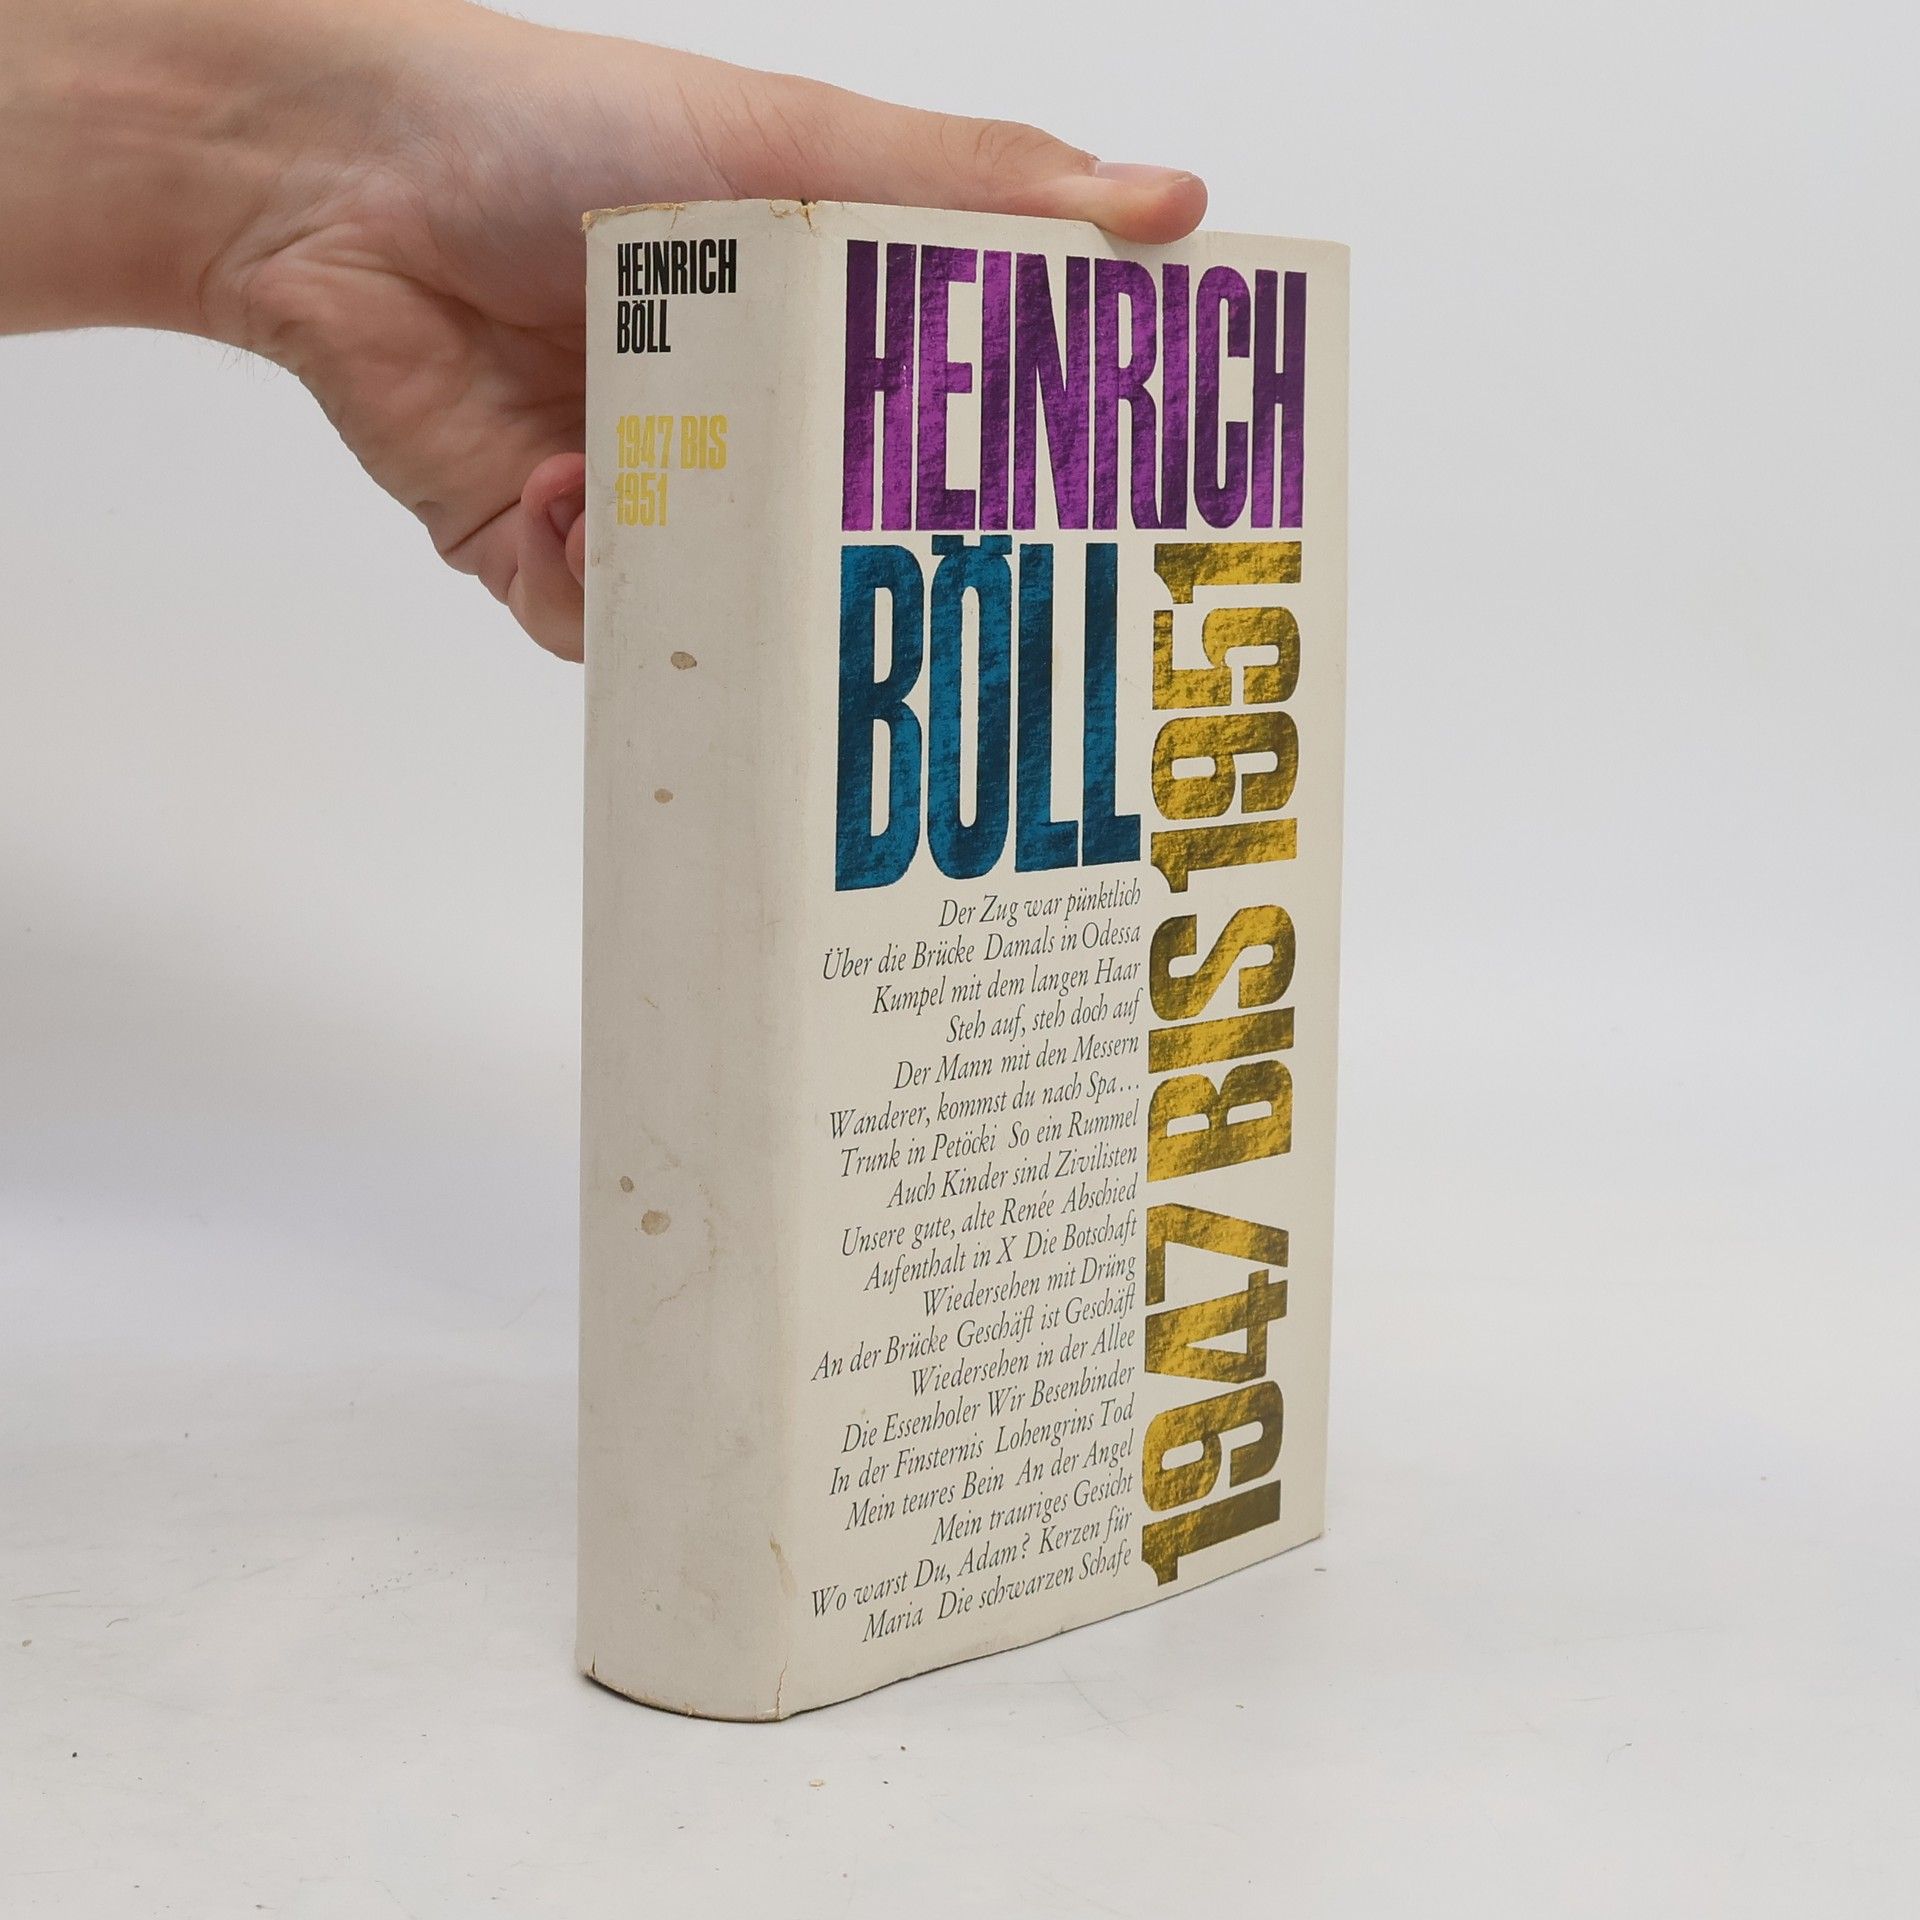 HEINRICH
BÖLL
1947 BIS
1951
HEINRICH
BÖLL
1947 BIS 1951
Der Zug war pünktlich
Über die Brücke Damals in Odessa
Kumpel mit dem langen Haar
Steh auf, steh doch auf
Der Mann mit den Messern
Wanderer, kommst du nach Spa...
Trunk in Petöcki So ein Rummel
Auch Kinder sind Zivilisten
Unsere gute, alte Renée Abschied
Aufenthalt in X Die Botschaft
Wiedersehen mit Drüng
An der Brücke Geschäft ist Geschäft
Wiedersehen in der Allee
Die Essenholer Wir Besenbinder
In der Finsternis Lohengrins Tod
Mein teures Bein An der Angel
Mein trauriges Gesicht
Wo warst Du, Adam? Kerzen für
Maria Die schwarzen Schafe